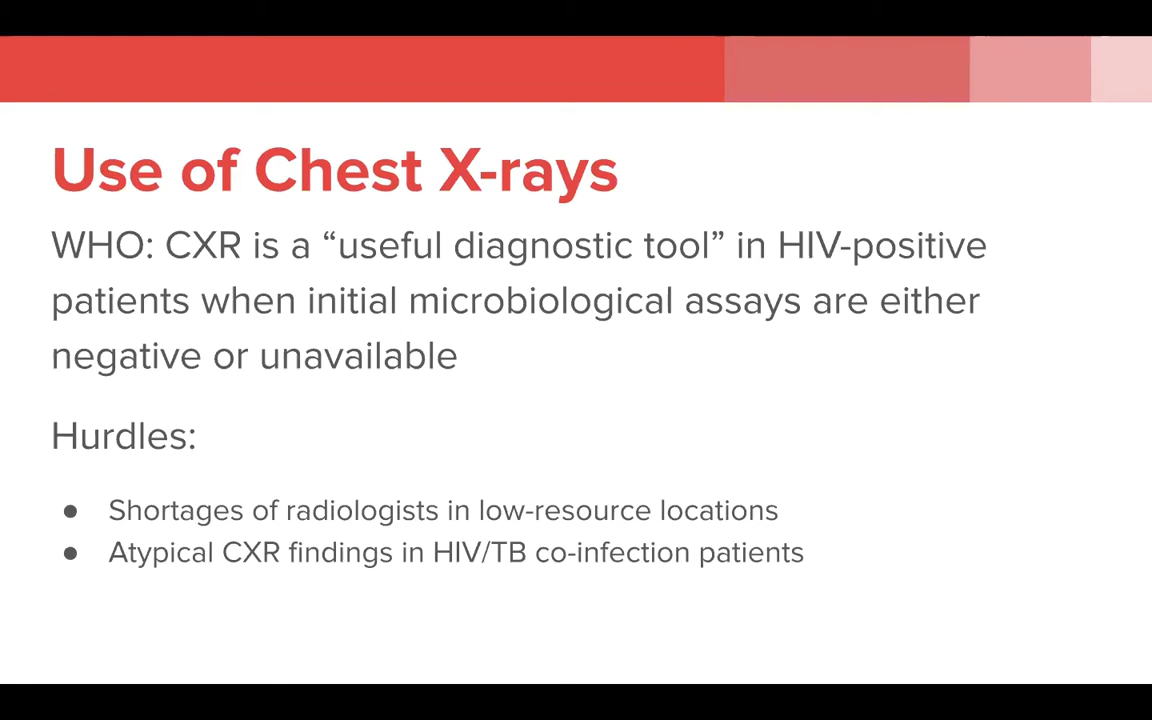 Use of Chest X-rays
WHO: CXR is a “useful diagnostic tool” in HIV-positive
patients when initial microbiological assays are either
negative or unavailable
Hurdles:
● Shortages of radiologists in low-resource locations
● Atypical CXR findings in HIV/TB co-infection patients